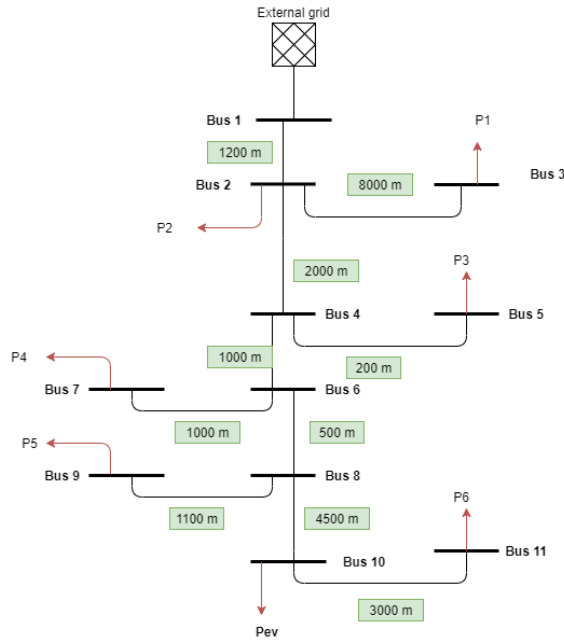 External grid
Bus 1
P1
1200 m
Bus 2
8000 m
Bus 3
P2
2000 m
P3
Bus 4
Bus 5
P4
1000 m
200 m
Bus 7
Bus 6
1000 m
500 m
P5
Bus 9
Bus 8
P6
1100 m
4500 m
Bus 11
Bus 10
3000 m
Pev